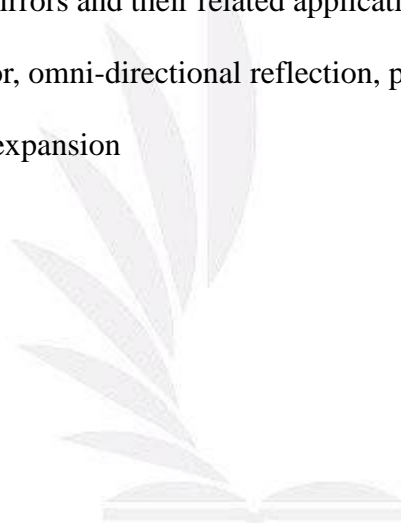 irrors and their related applicati
or, omni-directional reflection, p
expansion